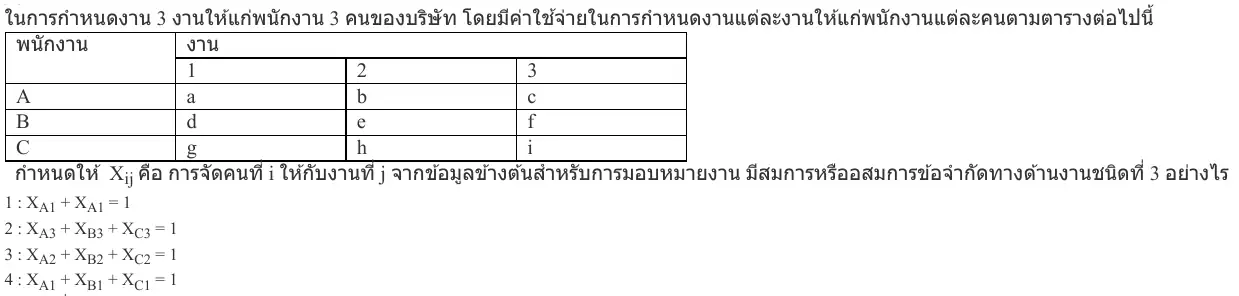 ในการกำหนดงาน 3 งานให้แก่พนักงาน 3 คนของบริษัท โดยมีค่าใช้จ่ายในการกำหนดงานแต่ละงานให้แก่พนักงานแต่ละคนตามตารางต่อไปนี้
พนักงาน งาน
1 2 3
A a b c
B d e f
C g h i
กำหนดให้ Xij คือ การจัดคนที่ i ให้กับงานที่ j จากข้อมูลข้างต้นสำหรับการมอบหมายงาน มีสมการหรืออสมการข้อจำกัดทางด้านงานชนิดที่ 3 อย่างไร
1 : XA1 + XA1 = 1
2 : XA3 + XB3 + XC3 = 1
3 : XA2 + XB2 + XC2 = 1
4 : XA1 + XB1 + XC1 = 1